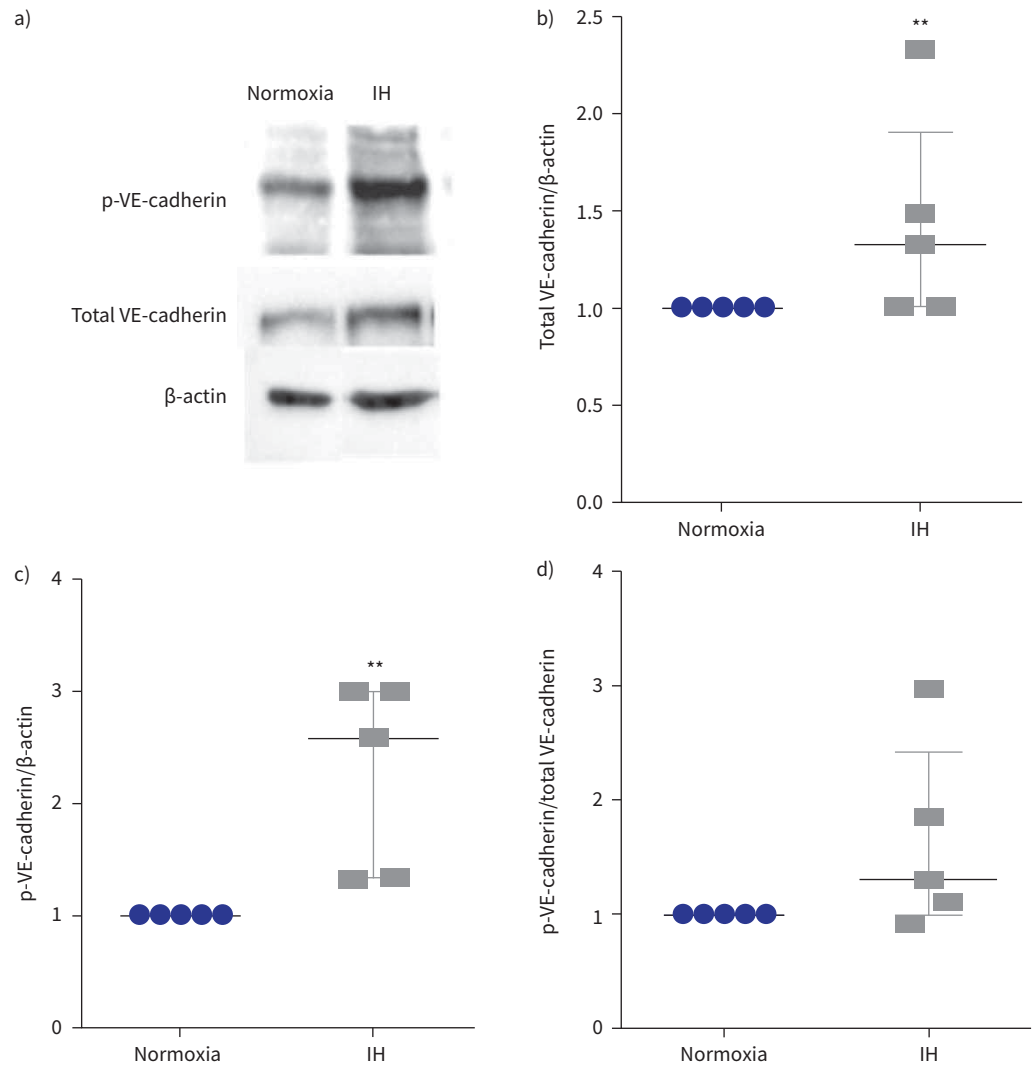 a)
Normoxia IH
p-VE-cadherin
Total VE-cadherin
β-actin
b)
Total VE-cadherin/β-actin
2.5
2.0
1.5
1.0
0.5
0.0
**
Normoxia IH
c)
p-VE-cadherin/β-actin
4
3
2
1
0
**
Normoxia IH
d)
p-VE-cadherin/total VE-cadherin
4
3
2
1
0
Normoxia IH